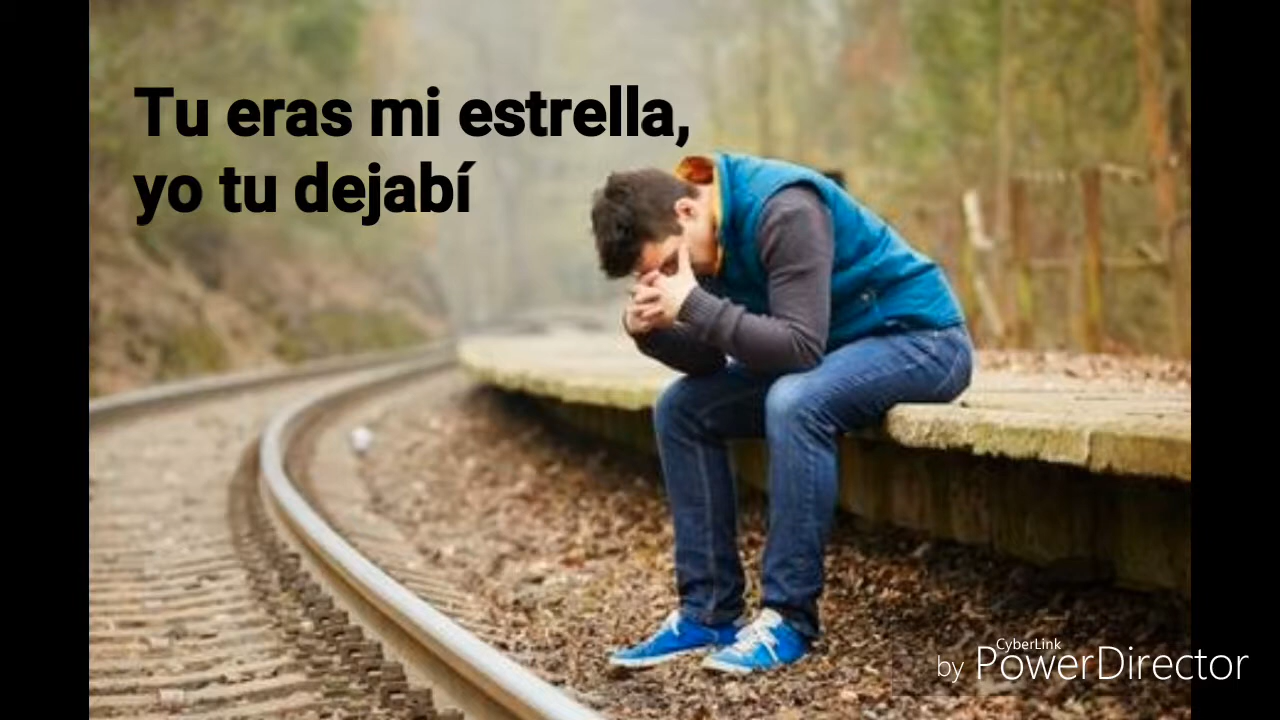 Tu eras mi estrella,
yo tu dejabí
CyberLink
by PowerDirector